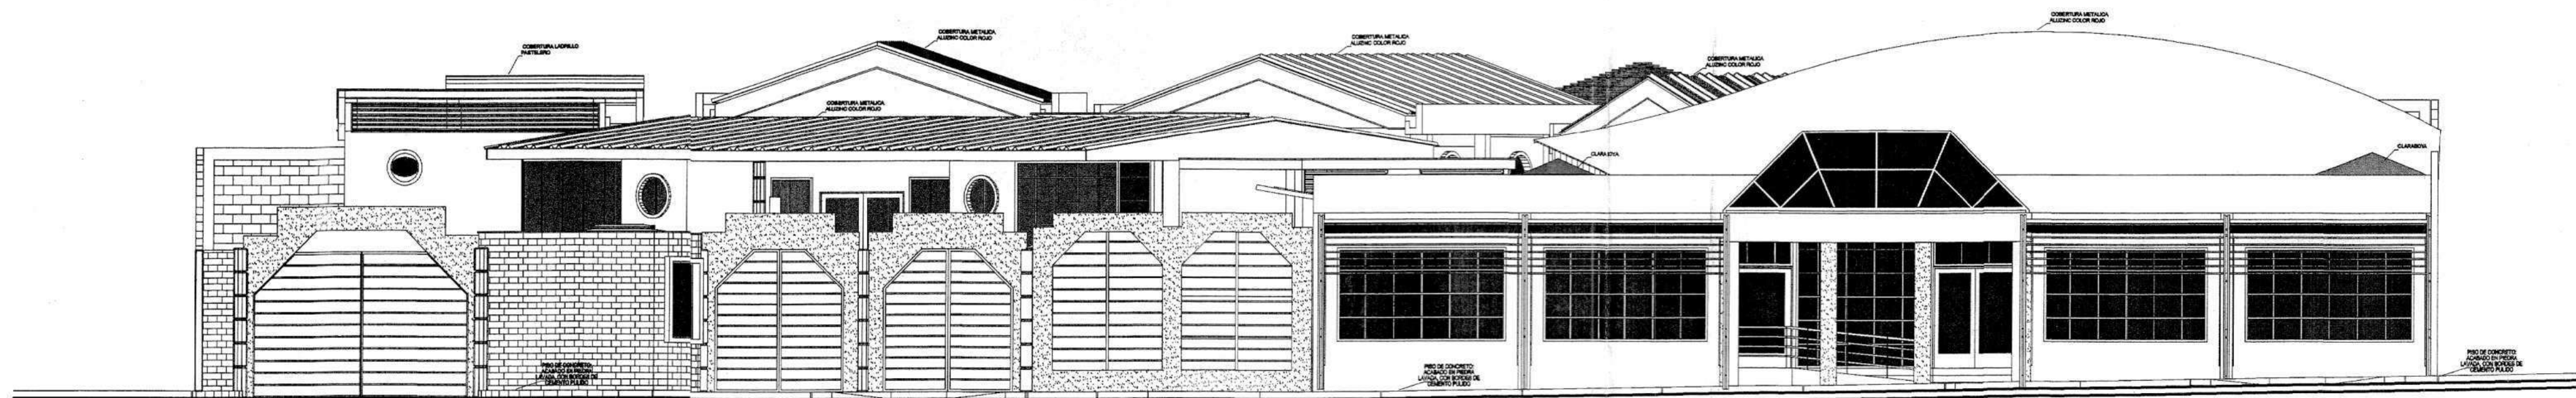 COBERTURA LADRILLO
PASTELERO
COBERTURA METALICA
ALUZINC COLOR ROJO
COBERTURA METALICA
ALUZINC COLOR ROJO
COBERTURA METALICA
ALUZINC COLOR ROJO
COBERTURA METALICA
ALUZINC COLOR ROJO
COBERTURA METALICA
ALUZINC COLOR ROJO
CLARABOYA
CLARABOYA
PISO DE CONCRETO:
ACABADO EN PIEDRA
LAVADA, CON BORDES DE
CEMENTO PULIDO
PISO DE CONCRETO:
ACABADO EN PIEDRA
LAVADA, CON BORDES DE
CEMENTO PULIDO
PISO DE CONCRETO:
ACABADO EN PIEDRA
LAVADA, CON BORDES DE
CEMENTO PULIDO